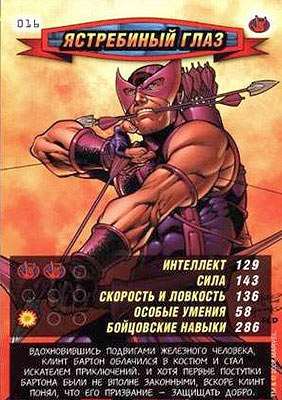 016
ЯСТРЕБИНЫЙ ГЛАЗ
ИНТЕЛЛЕКТ 129
СИЛА 143
СКОРОСТЬ И ЛОВКОСТЬ 136
ОСОБЫЕ УМЕНИЯ 58
БОЙЦОВСКИЕ НАВЫКИ 286
ВДОХНОВИВШИСЬ ПОДВИГАМИ ЖЕЛЕЗНОГО ЧЕЛОВЕКА,
КЛИНТ БАРТОН ОБЛАЧИЛСЯ В КОСТЮМ И СТАЛ
ИСКАТЕЛЕМ ПРИКЛЮЧЕНИЙ. И ХОТЯ ПЕРВЫЕ ПОСТУПКИ
БАРТОНА БЫЛИ НЕ ВПОЛНЕ ЗАКОННЫМИ, ВСКОРЕ КЛИНТ
ПОНЯЛ, ЧТО ЕГО ПРИЗВАНИЕ — ЗАЩИЩАТЬ ДОБРО.